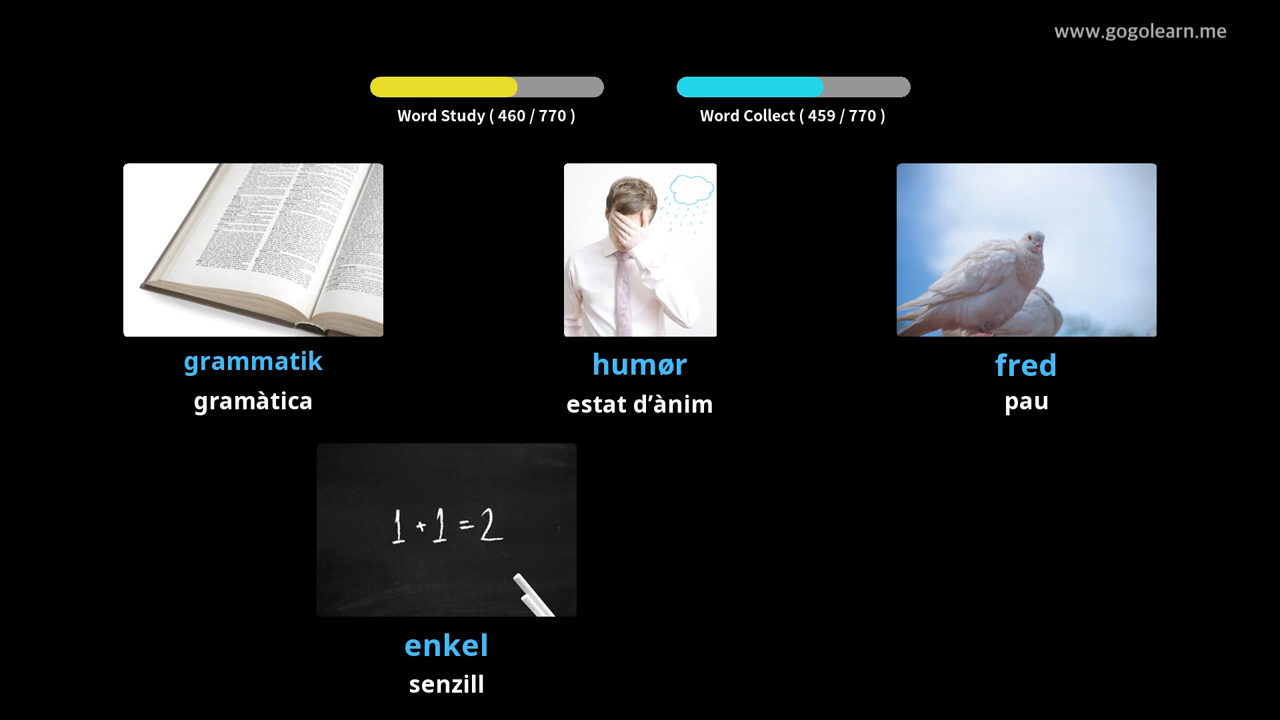 www.gogolearn.me
Word Study ( 460 / 770 )
Word Collect ( 459 / 770 )
grammatik
gramàtica
humør
estat d’ànim
fred
pau
1 + 1 = 2
enkel
senzill